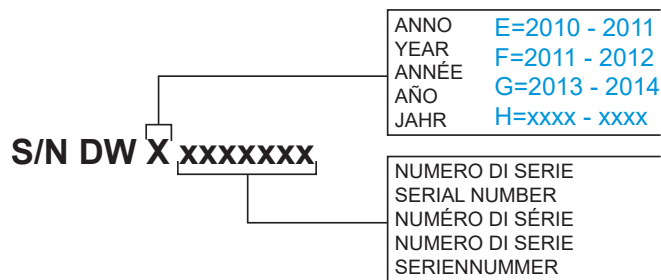 ANNO
YEAR
ANNÉE
AÑO
JAHR
E=2010 - 2011
F=2011 - 2012
G=2013 - 2014
H=xxxx - xxxx
S/N DW X xxxxxxx
NUMERO DI SERIE
SERIAL NUMBER
NUMÉRO DI SÉRIE
NUMERO DI SERIE
SERIENNUMMER